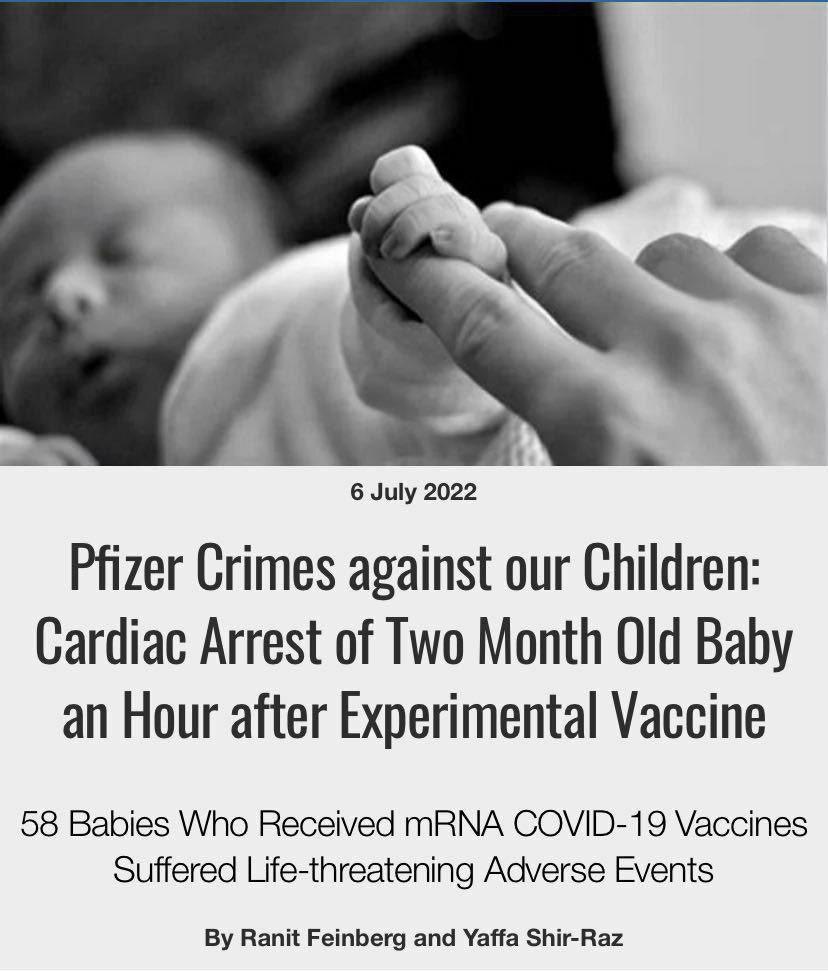 6 July 2022
Pfizer Crimes against our Children:
Cardiac Arrest of Two Month Old Baby
an Hour after Experimental Vaccine
58 Babies Who Received mRNA COVID-19 Vaccines
Suffered Life-threatening Adverse Events
By Ranit Feinberg and Yaffa Shir-Raz